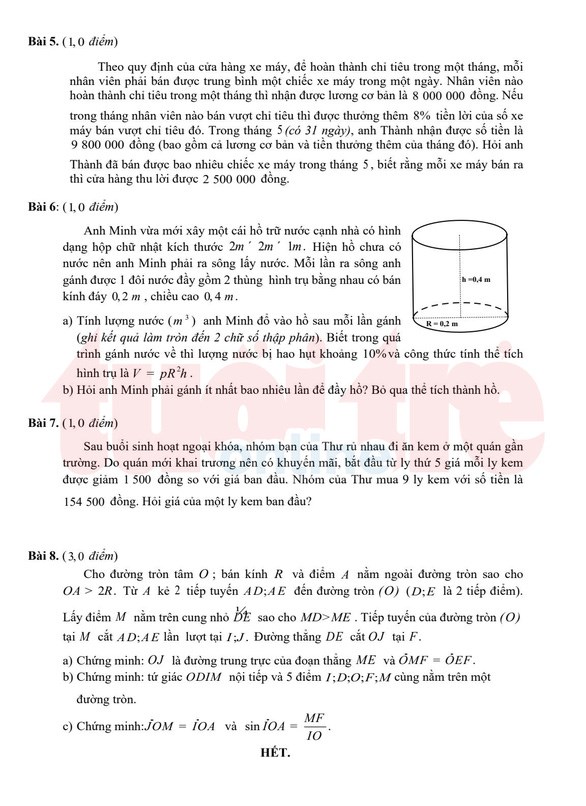 Bài 5. (1,0 điểm)
Theo quy định của cửa hàng xe máy, để hoàn thành chỉ tiêu trong một tháng, mỗi
nhân viên phải bán được trung bình một chiếc xe máy trong một ngày. Nhân viên nào
hoàn thành chỉ tiêu trong một tháng thì nhận được lương cơ bản là 8 000 000 đồng. Nếu
trong tháng nhân viên nào bán vượt chỉ tiêu thì được thưởng thêm 8% tiền lời của số xe
máy bán vượt chỉ tiêu đó. Trong tháng 5 (có 31 ngày), anh Thành nhận được số tiền là
9 800 000 đồng (bao gồm cả lương cơ bản và tiền thưởng thêm của tháng đó). Hỏi anh
Thành đã bán được bao nhiêu chiếc xe máy trong tháng 5, biết rằng mỗi xe máy bán ra
thì cửa hàng thu lời được 2 500 000 đồng.
Bài 6: (1,0 điểm)
Anh Minh vừa mới xây một cái hồ trữ nước cạnh nhà có hình
dạng hộp chữ nhật kích thước 2m ´ 2m ´ 1m. Hiện hồ chưa có
nước nên anh Minh phải ra sông lấy nước. Mỗi lần ra sông anh
gánh được 1 đôi nước đầy gồm 2 thùng hình trụ bằng nhau có bán
kính đáy 0,2 m, chiều cao 0,4 m.
h =0,4 m
R = 0,2 m
a) Tính lượng nước (m³) anh Minh đổ vào hồ sau mỗi lần gánh
(ghi kết quả làm tròn đến 2 chữ số thập phân). Biết trong quá
trình gánh nước về thì lượng nước bị hao hụt khoảng 10% và công thức tính thể tích
hình trụ là V = pR²h.
b) Hỏi anh Minh phải gánh ít nhất bao nhiêu lần để đầy hồ? Bỏ qua thể tích thành hồ.
tuổi trẻ
online
Bài 7. (1,0 điểm)
Sau buổi sinh hoạt ngoại khóa, nhóm bạn của Thư rủ nhau đi ăn kem ở một quán gần
trường. Do quán mới khai trương nên có khuyến mãi, bắt đầu từ ly thứ 5 giá mỗi ly kem
được giảm 1 500 đồng so với giá ban đầu. Nhóm của Thư mua 9 ly kem với số tiền là
154 500 đồng. Hỏi giá của một ly kem ban đầu?
Bài 8. (3,0 điểm)
Cho đường tròn tâm O; bán kính R và điểm A nằm ngoài đường tròn sao cho
OA > 2R. Từ A kẻ 2 tiếp tuyến AD;AE đến đường tròn (O) (D;E là 2 tiếp điểm).
Lấy điểm M nằm trên cung nhỏ DE sao cho MD>ME. Tiếp tuyến của đường tròn (O)
tại M cắt AD;AE lần lượt tại I;J. Đường thẳng DE cắt OJ tại F.
a) Chứng minh: OJ là đường trung trực của đoạn thẳng ME và ÔMF = ÔEF.
b) Chứng minh: tứ giác ODIM nội tiếp và 5 điểm I;D;O;F;M cùng nằm trên một
đường tròn.
c) Chứng minh:ĴOM = ÎOA và sin ÎOA = MF/IO.
HẾT.